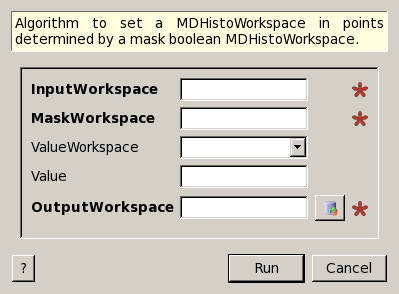 Algorithm to set a MDHistoWorkspace in points
determined by a mask boolean MDHistoWorkspace.
InputWorkspace
MaskWorkspace
ValueWorkspace
Value
OutputWorkspace
? Run Cancel